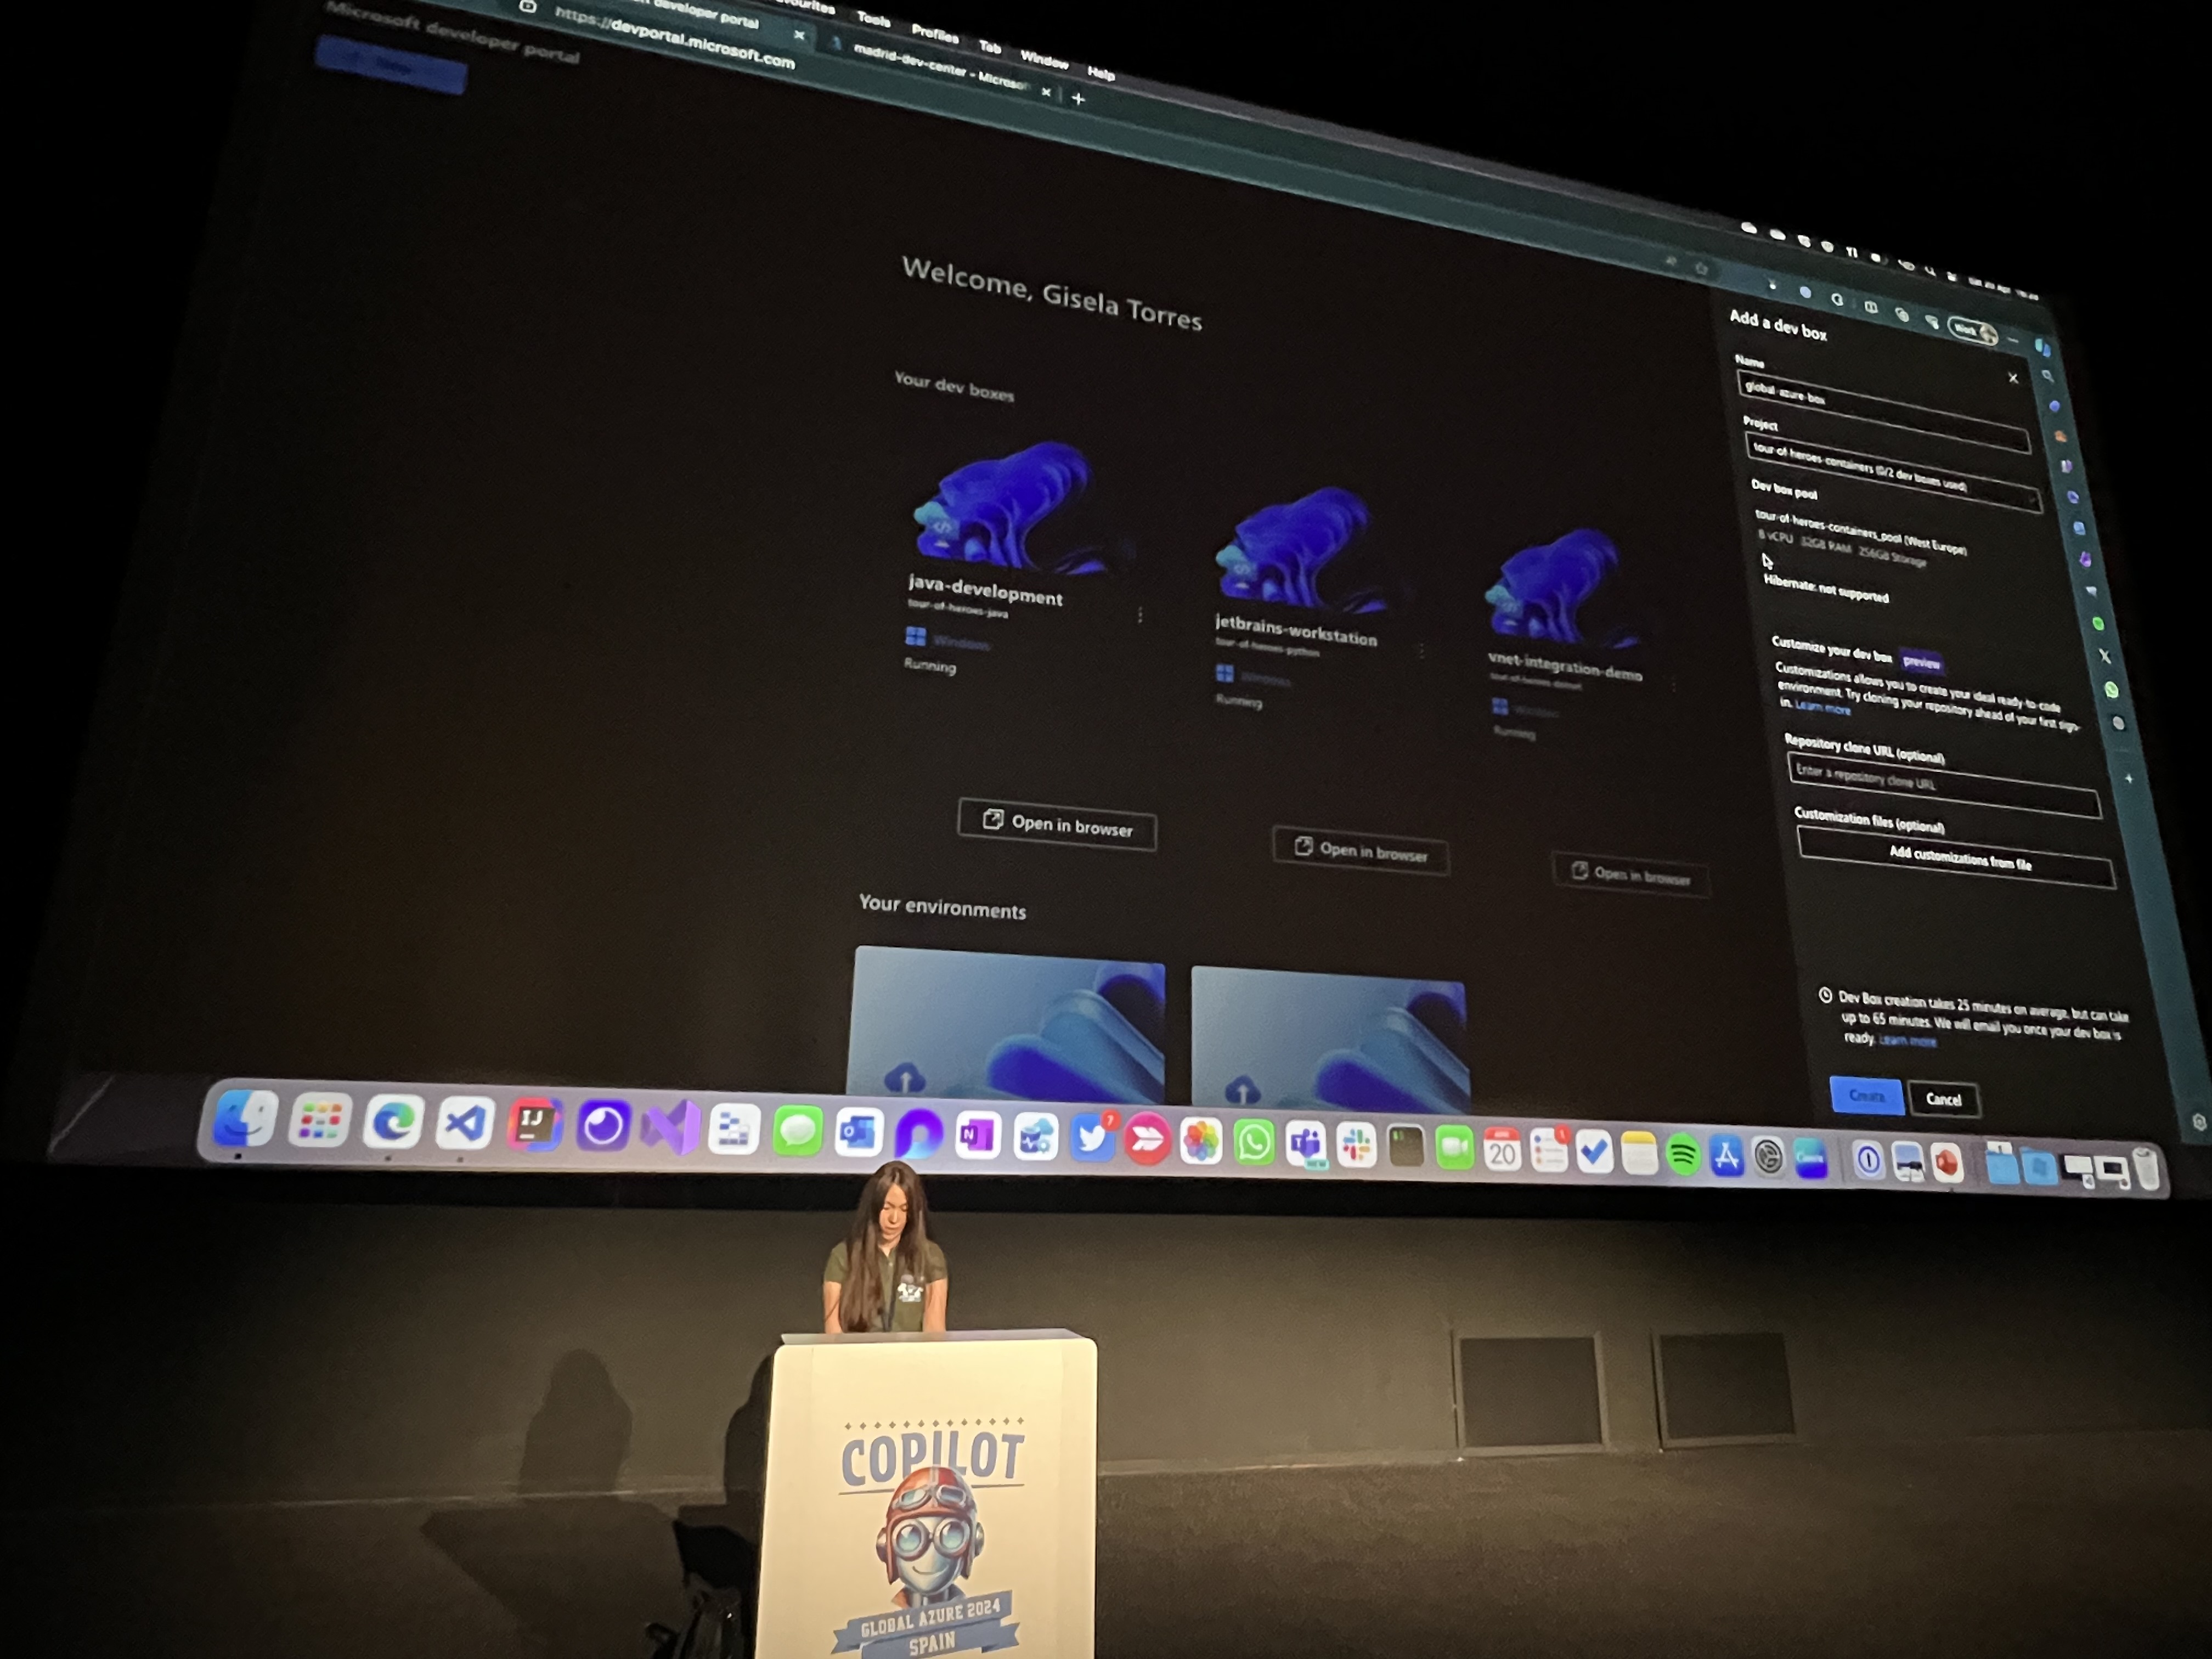 Favourites Tools Profiles Tab Window Help
developer portal
madrid-dev-center - Microso
https://devportal.microsoft.com
Microsoft developer portal
Welcome, Gisela Torres
Your dev boxes
java-development
tour-of-heroes-java
Windows
Running
jetbrains-workstation
tour-of-heroes-python
Windows
Running
vnet-integration-demo
Running
Open in browser
Open in browser
Open in browser
Your environments
Work
Add a dev box
Name
global-azure-box
Project
tour-of-heroes-containers (0/2 dev boxes used)
Dev box pool
tour-of-heroes-containers_pool (West Europe)
8 vCPU 32GB RAM 256GB Storage
Hibernate: not supported
Customize your dev box preview
Customizations allows you to create your ideal ready-to-code
environment. Try cloning your repository ahead of your first sign-
in. Learn more
Repository clone URL (optional)
Enter a repository clone URL
Customization files (optional)
Add customizations from file
Dev Box creation takes 25 minutes on average, but can take
up to 65 minutes. We will email you once your dev box is
ready. Learn more
Create Cancel
IJ
N
7
20
1
COPILOT
GLOBAL AZURE 2024
SPAIN